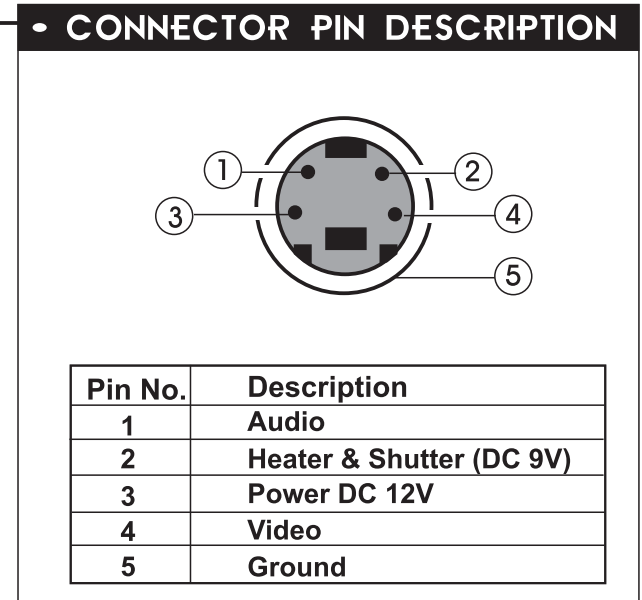 • CONNECTOR PIN DESCRIPTION
1 2
3 4
5
Pin No. Description
1 Audio
2 Heater & Shutter (DC 9V)
3 Power DC 12V
4 Video
5 Ground